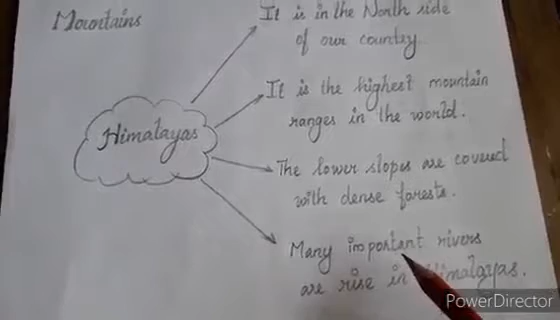 Mountains
Himalayas
It is in the North side
of our country.
It is the highest mountain
ranges in the world.
The lower slopes are covered
with dense forests.
Many important rivers
are rise in Himalayas.
PowerDirector